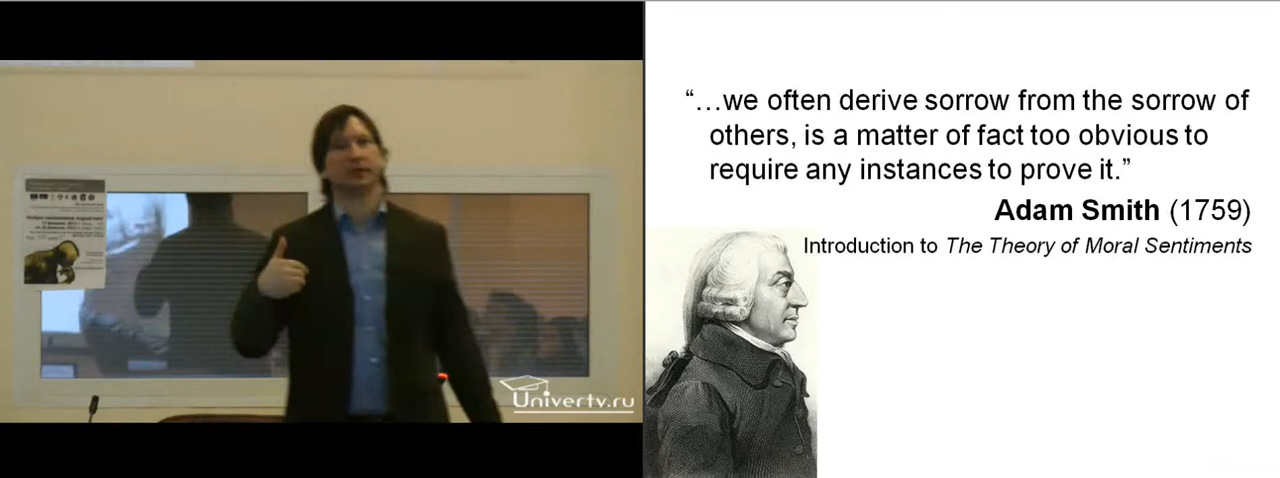 Univertv.ru
“…we often derive sorrow from the sorrow of
others, is a matter of fact too obvious to
require any instances to prove it.”
Adam Smith (1759)
Introduction to The Theory of Moral Sentiments